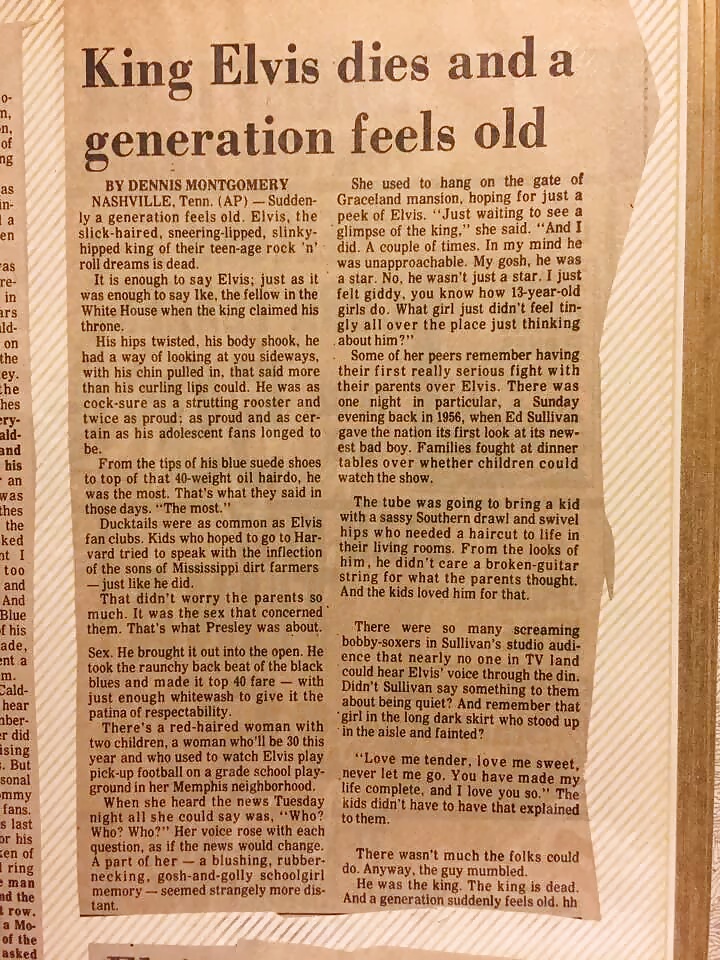 King Elvis dies and a
generation feels old
BY DENNIS MONTGOMERY
NASHVILLE, Tenn. (AP) — Sudden-
ly a generation feels old. Elvis, the
slick-haired, sneering-lipped, slinky-
hipped king of their teen-age rock 'n'
roll dreams is dead.
It is enough to say Elvis; just as it
was enough to say Ike, the fellow in the
White House when the king claimed his
throne.
His hips twisted, his body shook, he
had a way of looking at you sideways,
with his chin pulled in, that said more
than his curling lips could. He was as
cock-sure as a strutting rooster and
twice as proud; as proud and as cer-
tain as his adolescent fans longed to
be.
From the tips of his blue suede shoes
to top of that 40-weight oil hairdo, he
was the most. That's what they said in
those days. "The most."
Ducktails were as common as Elvis
fan clubs. Kids who hoped to go to Har-
vard tried to speak with the inflection
of the sons of Mississippi dirt farmers
— just like he did.
That didn't worry the parents so
much. It was the sex that concerned
them. That's what Presley was about.
Sex. He brought it out into the open. He
took the raunchy back beat of the black
blues and made it top 40 fare — with
just enough whitewash to give it the
patina of respectability.
There's a red-haired woman with
two children, a woman who'll be 30 this
year and who used to watch Elvis play
pick-up football on a grade school play-
ground in her Memphis neighborhood.
When she heard the news Tuesday
night all she could say was, "Who?
Who? Who?" Her voice rose with each
question, as if the news would change.
A part of her — a blushing, rubber-
necking, gosh-and-golly schoolgirl
memory — seemed strangely more dis-
tant.
She used to hang on the gate of
Graceland mansion, hoping for just a
peek of Elvis. "Just waiting to see a
glimpse of the king," she said. "And I
did. A couple of times. In my mind he
was unapproachable. My gosh, he was
a star. No, he wasn't just a star. I just
felt giddy, you know how 13-year-old
girls do. What girl just didn't feel tin-
gly all over the place just thinking
about him?"
Some of her peers remember having
their first really serious fight with
their parents over Elvis. There was
one night in particular, a Sunday
evening back in 1956, when Ed Sullivan
gave the nation its first look at its new-
est bad boy. Families fought at dinner
tables over whether children could
watch the show.
The tube was going to bring a kid
with a sassy Southern drawl and swivel
hips who needed a haircut to life in
their living rooms. From the looks of
him, he didn't care a broken-guitar
string for what the parents thought.
And the kids loved him for that.
There were so many screaming
bobby-soxers in Sullivan's studio audi-
ence that nearly no one in TV land
could hear Elvis' voice through the din.
Didn't Sullivan say something to them
about being quiet? And remember that
girl in the long dark skirt who stood up
in the aisle and fainted?
"Love me tender, love me sweet,
never let me go. You have made my
life complete, and I love you so." The
kids didn't have to have that explained
to them.
There wasn't much the folks could
do. Anyway, the guy mumbled.
He was the king. The king is dead.
And a generation suddenly feels old. hh